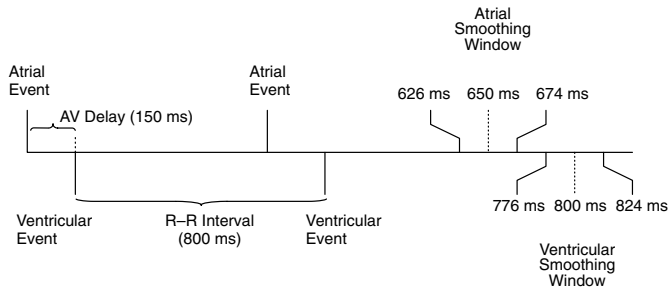 Atrial
Smoothing
Window
Atrial
Event
Atrial
Event
626 ms
650 ms
674 ms
AV Delay (150 ms)
Ventricular
Event
R–R Interval
(800 ms)
Ventricular
Event
776 ms
800 ms
824 ms
Ventricular
Smoothing
Window